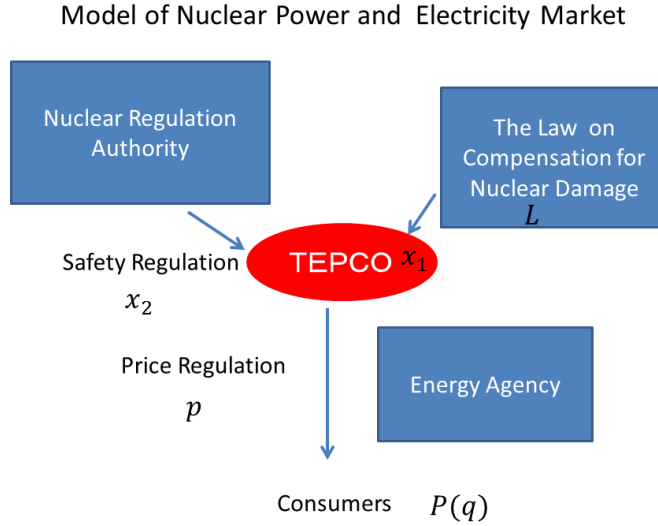 Model of Nuclear Power and Electricity Market
Nuclear Regulation
Authority
The Law on
Compensation for
Nuclear Damage
L
TEPCO x₁
Safety Regulation
x₂
Price Regulation
p
Energy Agency
Consumers P(q)